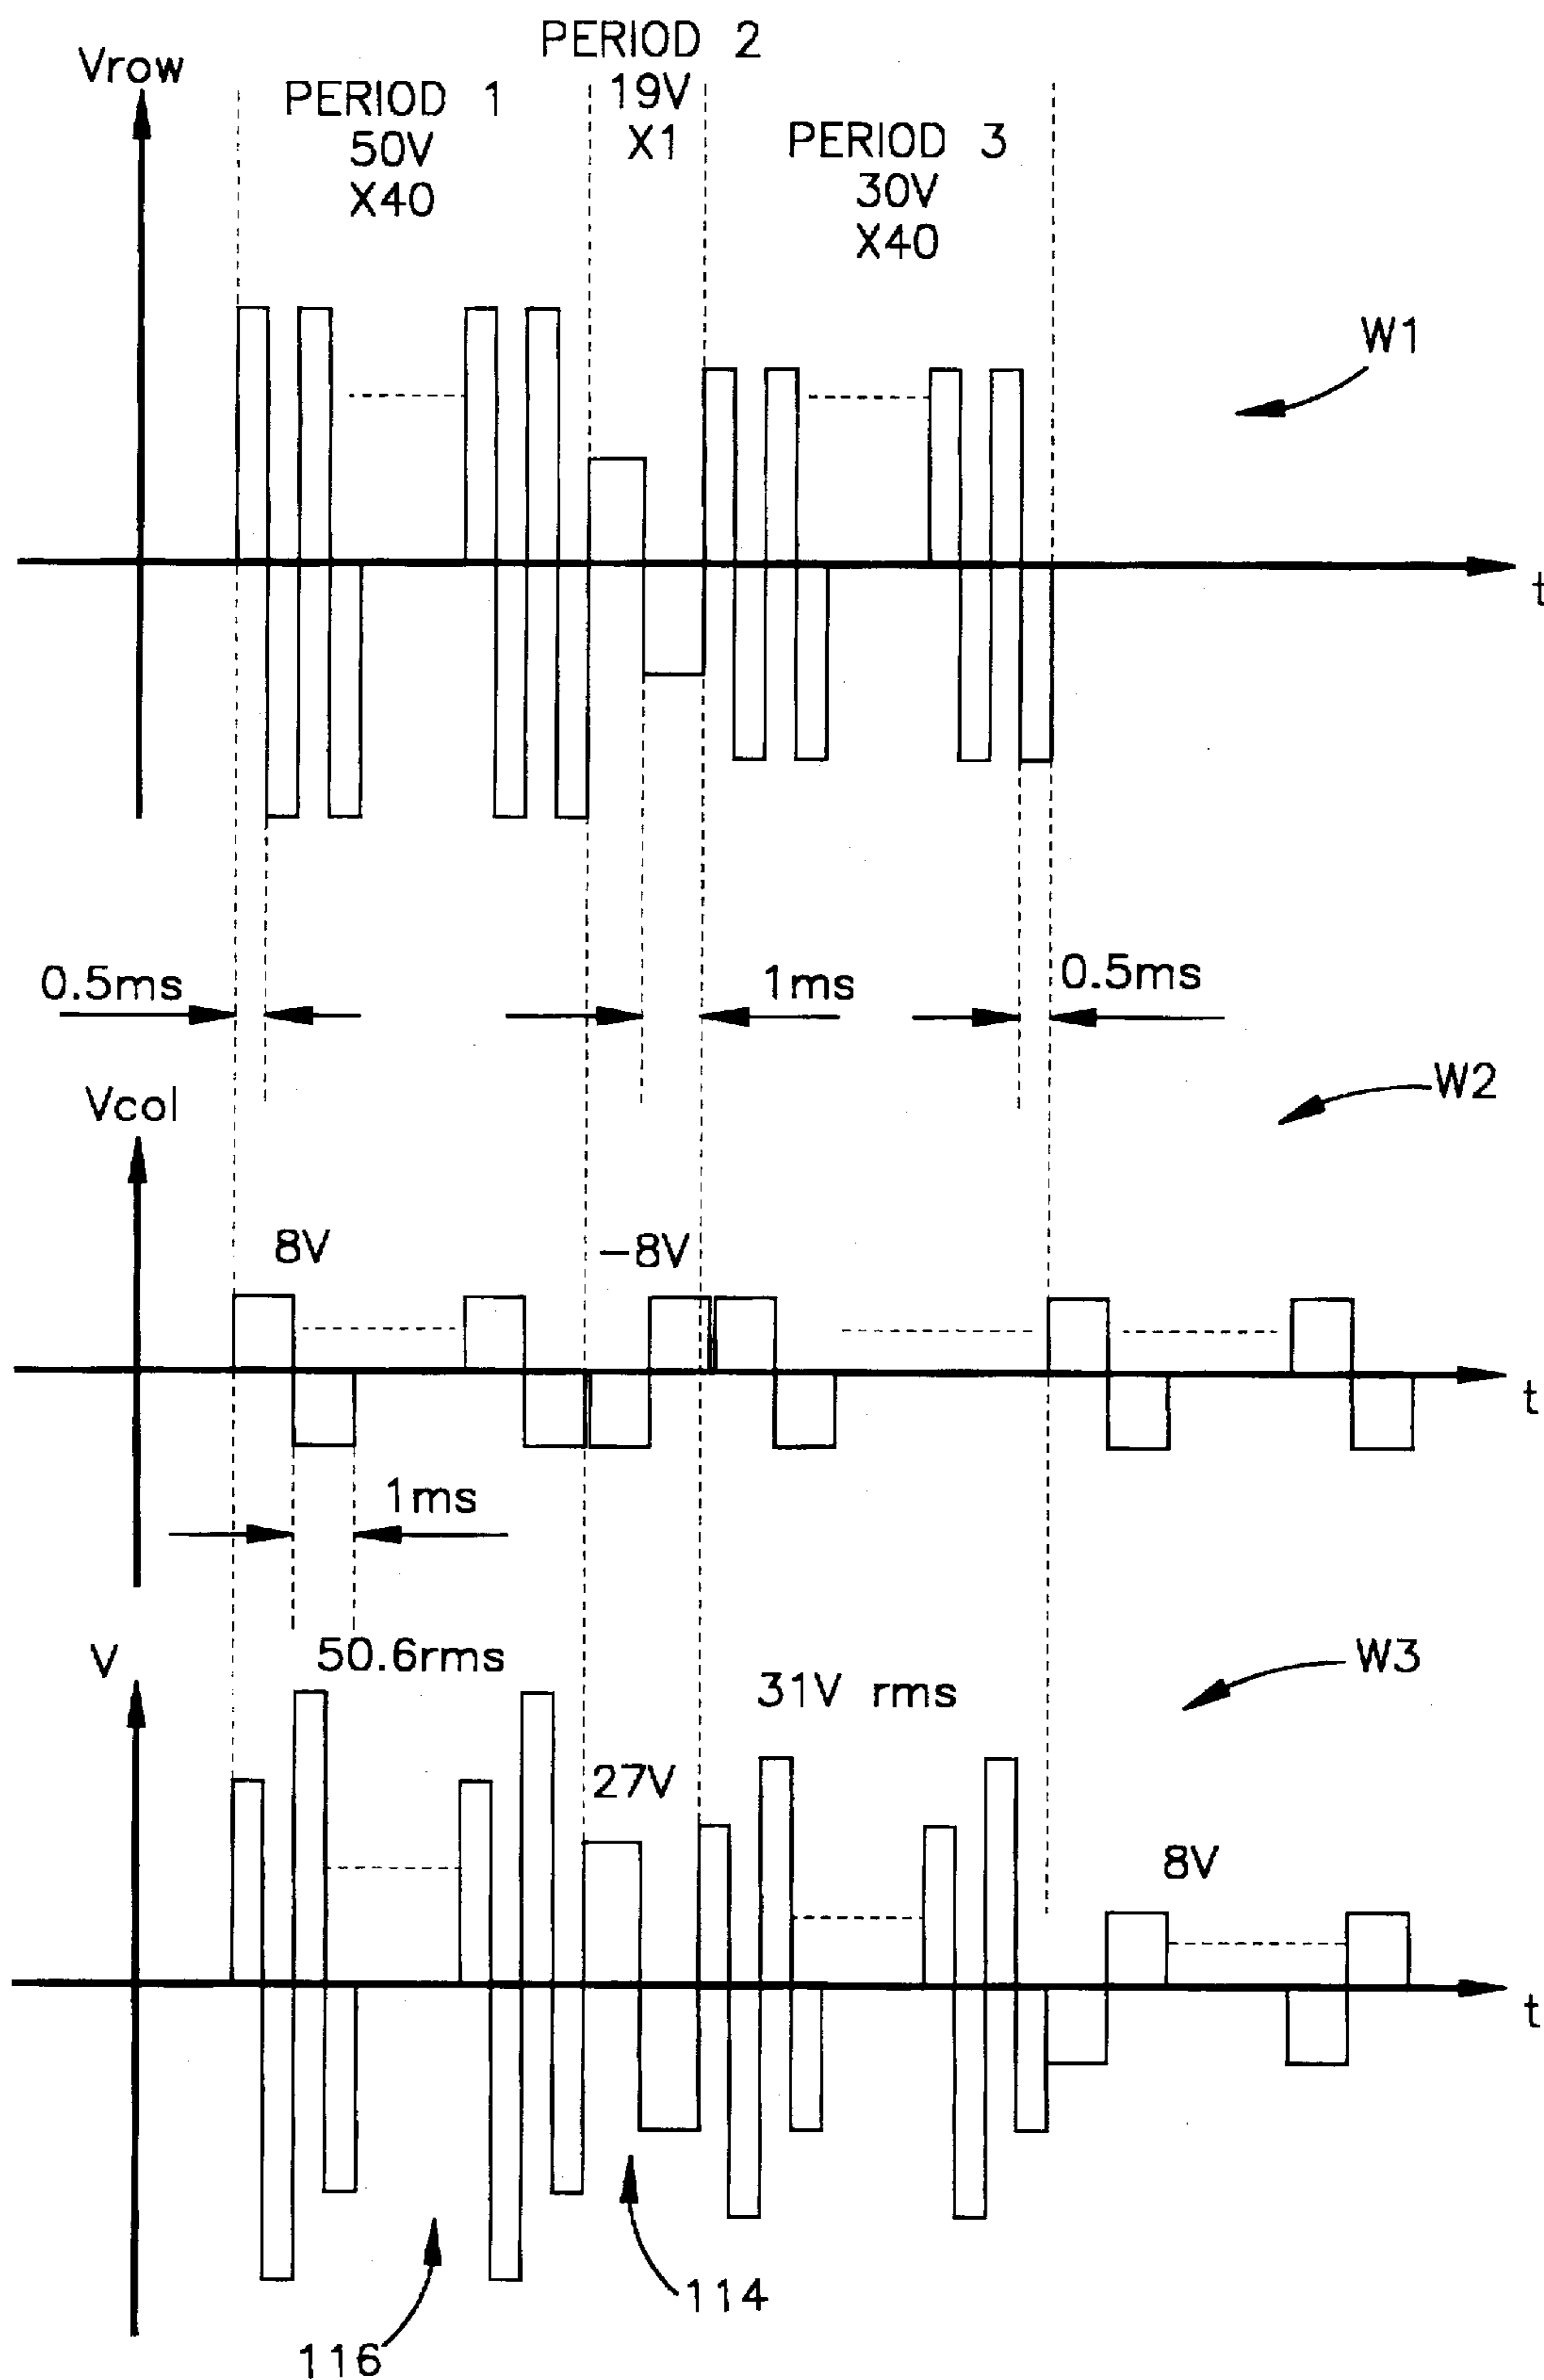 PERIOD 2
19V
X1
Vrow
PERIOD 1
50V
X40
PERIOD 3
30V
X40
W1
t
0.5ms
1ms
0.5ms
W2
Vcol
8V
-8V
t
1ms
V
50.6rms
31V rms
W3
27V
8V
t
114
116